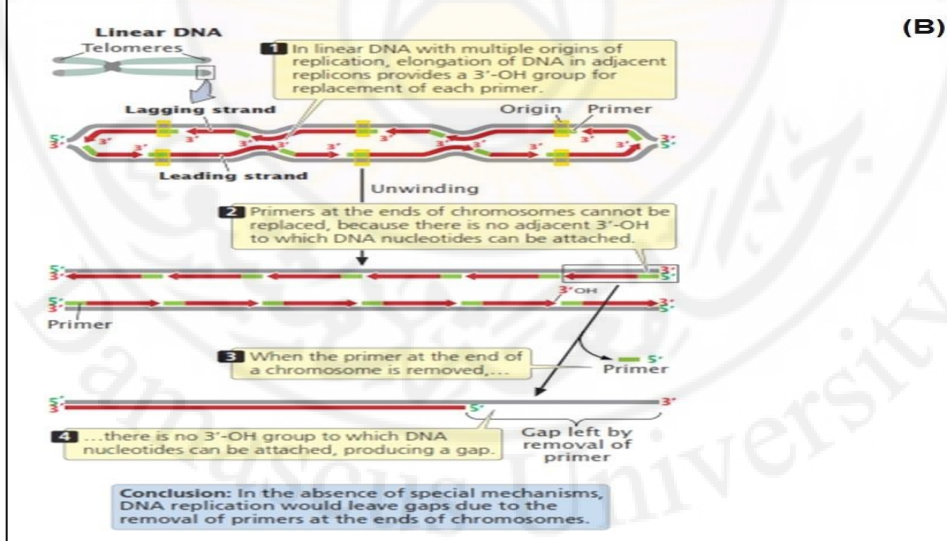 (B)
Linear DNA
Telomeres
1 In linear DNA with multiple origins of
replication, elongation of DNA in adjacent
replicons provides a 3′-OH group for
replacement of each primer.
Lagging strand
Origin Primer
5′ 3′ 3′ 3′ 3′ 3′ 3′ 3′
3′ 3′ 3′ 3′ 3′ 3′ 5′
Leading strand
Unwinding
2 Primers at the ends of chromosomes cannot be
replaced, because there is no adjacent 3′-OH
to which DNA nucleotides can be attached.
5′ 3′
3′ 5′
3′OH
5′ 3′
3′ 5′
Primer
3 When the primer at the end of
a chromosome is removed,…
5′
Primer
5′ 3′
3′ 5′
4 …there is no 3′-OH group to which DNA
nucleotides can be attached, producing a gap.
Gap left by
removal of
primer
Conclusion: In the absence of special mechanisms,
DNA replication would leave gaps due to the
removal of primers at the ends of chromosomes.
Damascus University